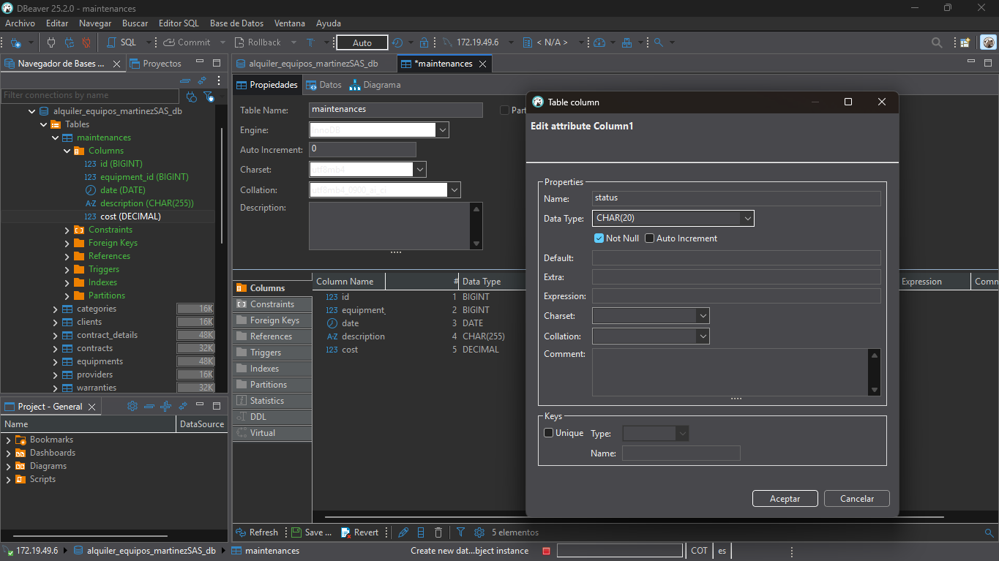 DBeaver 25.2.0 - maintenances
Archivo Editar Navegar Buscar Editor SQL Base de Datos Ventana Ayuda
SQL Commit Rollback T Auto 172.19.49.6 < N/A >
Navegador de Bases ... Proyectos
Filter connections by name
alquiler_equipos_martinezSAS_db
Tables
maintenances
Columns
123 id (BIGINT)
123 equipment_id (BIGINT)
date (DATE)
A-Z description (CHAR(255))
123 cost (DECIMAL)
Constraints
Foreign Keys
References
Triggers
Indexes
Partitions
categories 16K
clients 16K
contract_details 48K
contracts 32K
equipments 48K
providers 16K
warranties 32K
Project - General
Name DataSource
Bookmarks
Dashboards
Diagrams
Scripts
alquiler_equipos_martinezSAS_db *maintenances
Propiedades Datos Diagrama
Table Name: maintenances Part
Engine: InnoDB
Auto Increment: 0
Charset: utf8mb4
Collation: utf8mb4_0900_ai_ci
Description:
Columns
Constraints
Foreign Keys
References
Triggers
Indexes
Partitions
Statistics
DDL
Virtual
Column Name # Data Type Expression Comm
123 id 1 BIGINT
123 equipment_ 2 BIGINT
date 3 DATE
A-Z description 4 CHAR(255)
123 cost 5 DECIMAL
Table column
Edit attribute Column1
Properties
Name: status
Data Type: CHAR(20)
Not Null Auto Increment
Default:
Extra:
Expression:
Charset:
Collation:
Comment:
Keys
Unique Type:
Name:
Aceptar Cancelar
Refresh Save ... Revert 5 elementos
172.19.49.6 alquiler_equipos_martinezSAS_db maintenances Create new dat...bject instance COT es